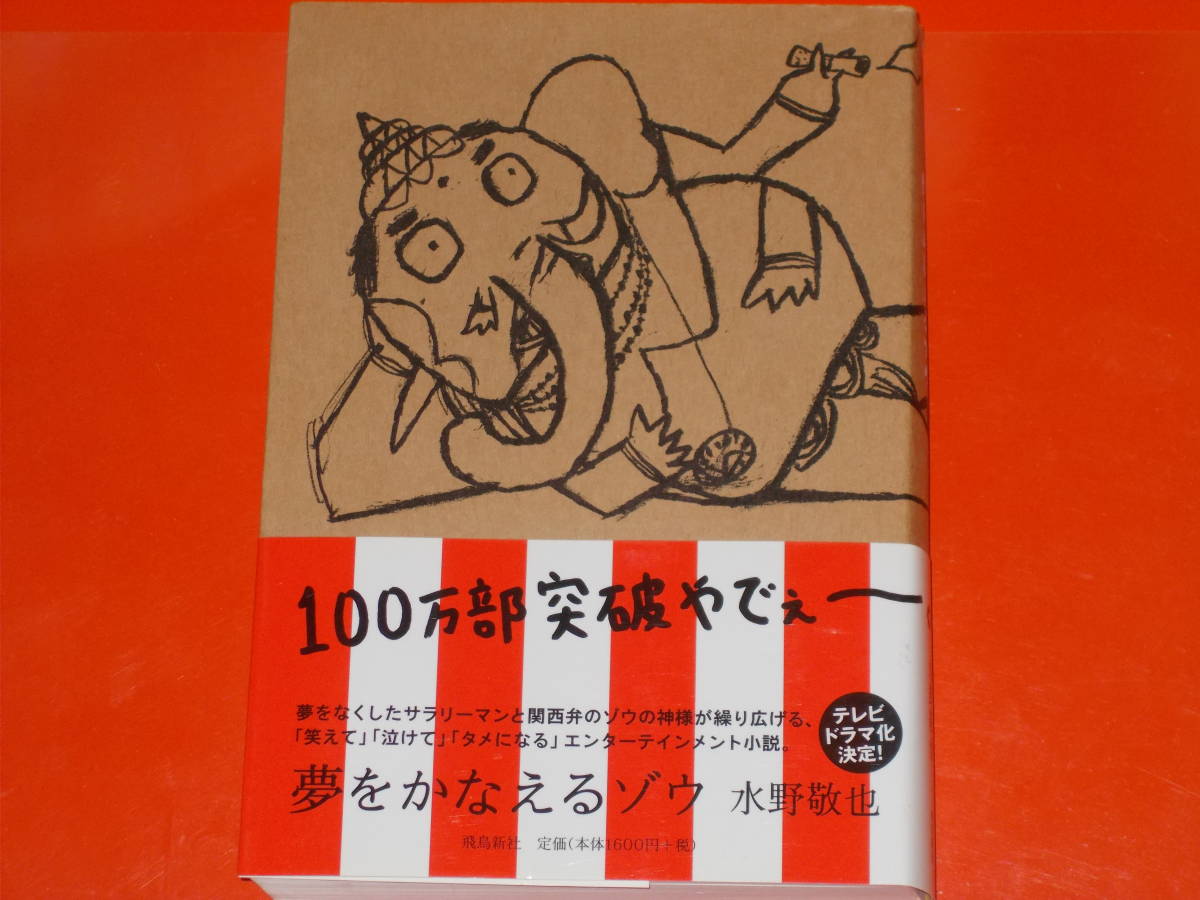 100万部突破やでぇー
夢をなくしたサラリーマンと関西弁のゾウの神様が繰り広げる、
「笑えて」「泣けて」「タメになる」エンターテインメント小説。
テレビ
ドラマ化
決定!
夢をかなえるゾウ 水野敬也
飛鳥新社 定価(本体1600円+税)